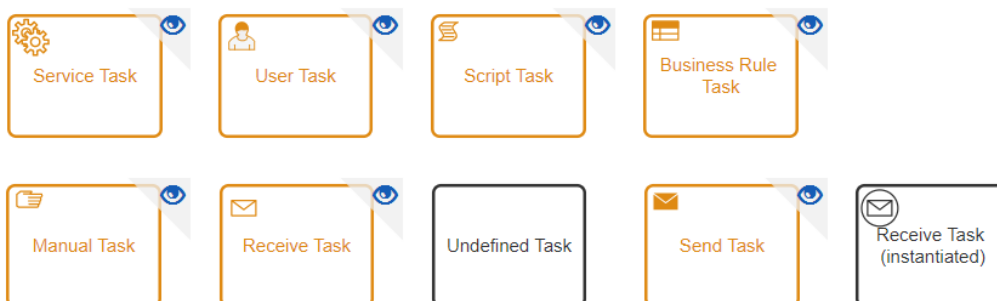 Service Task
User Task
Script Task
Business Rule
Task
Manual Task
Receive Task
Undefined Task
Send Task
Receive Task
(instantiated)